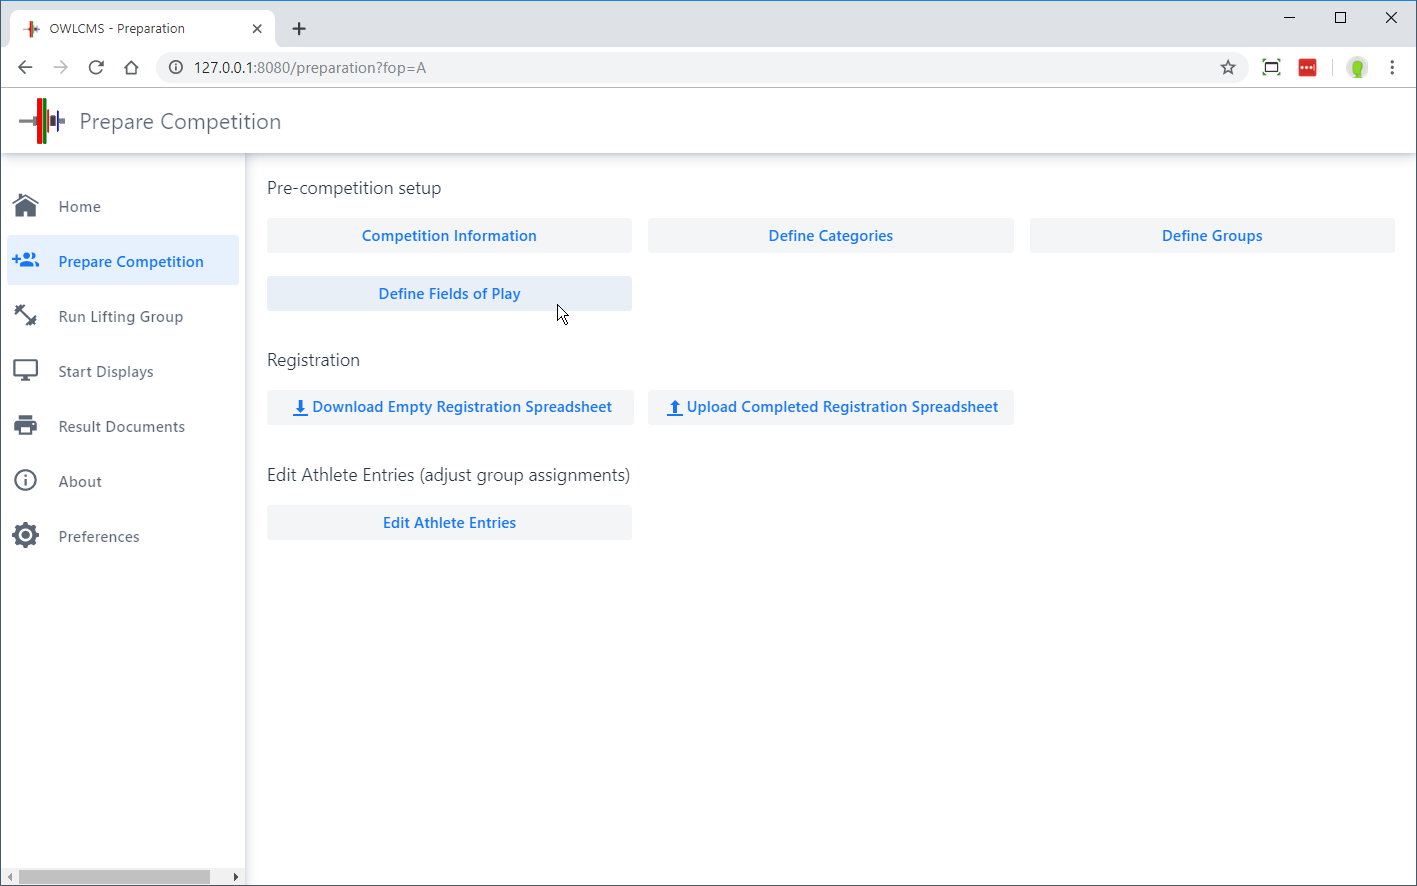 OWLCMS - Preparation
127.0.0.1:8080/preparation?fop=A
Prepare Competition
Home
Prepare Competition
Run Lifting Group
Start Displays
Result Documents
About
Preferences
Pre-competition setup
Competition Information
Define Categories
Define Groups
Define Fields of Play
Registration
Download Empty Registration Spreadsheet
Upload Completed Registration Spreadsheet
Edit Athlete Entries (adjust group assignments)
Edit Athlete Entries